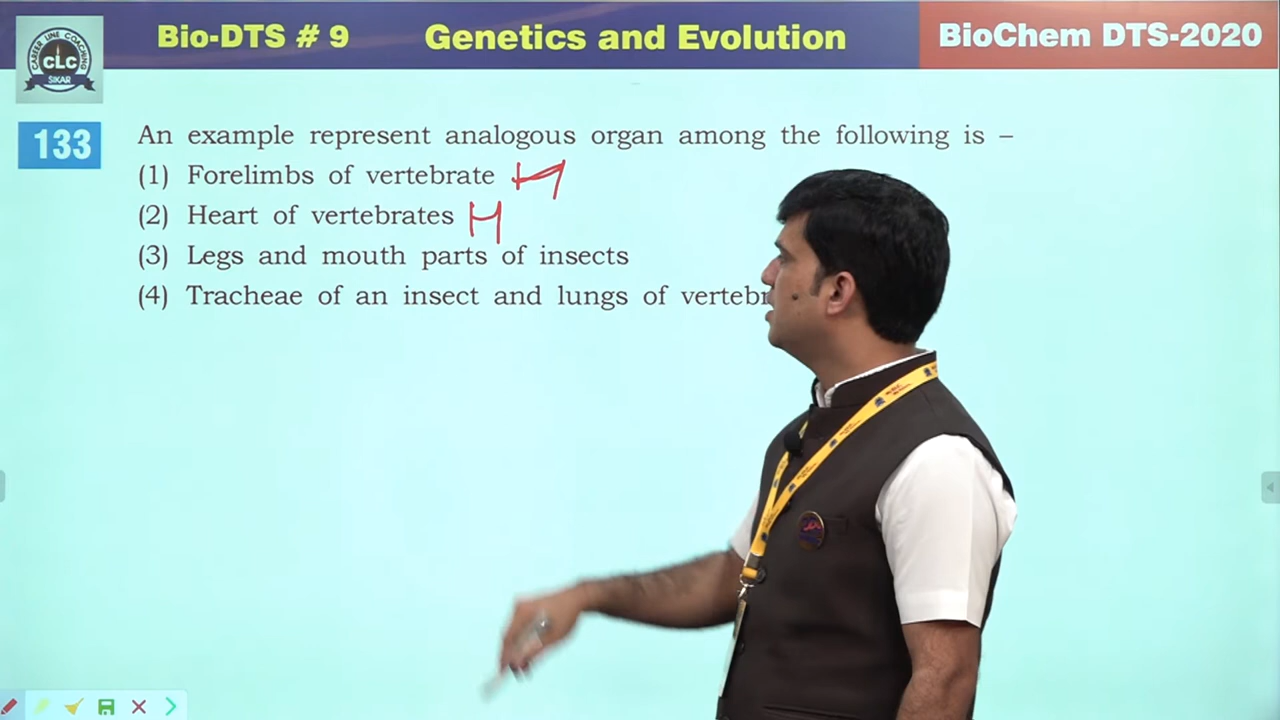 CAREER LINE COACHING
CLC
SIKAR
Bio-DTS # 9
Genetics and Evolution
BioChem DTS-2020
133
An example represent analogous organ among the following is –
(1) Forelimbs of vertebrate H
(2) Heart of vertebrates H
(3) Legs and mouth parts of insects
(4) Tracheae of an insect and lungs of